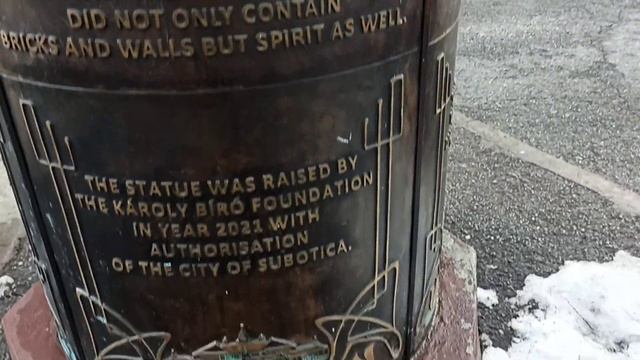 DID NOT ONLY CONTAIN
BRICKS AND WALLS BUT SPIRIT AS WELL.
THE STATUE WAS RAISED BY
THE KÁROLY BÍRÓ FOUNDATION
IN YEAR 2021 WITH
AUTHORISATION
OF THE CITY OF SUBOTICA.